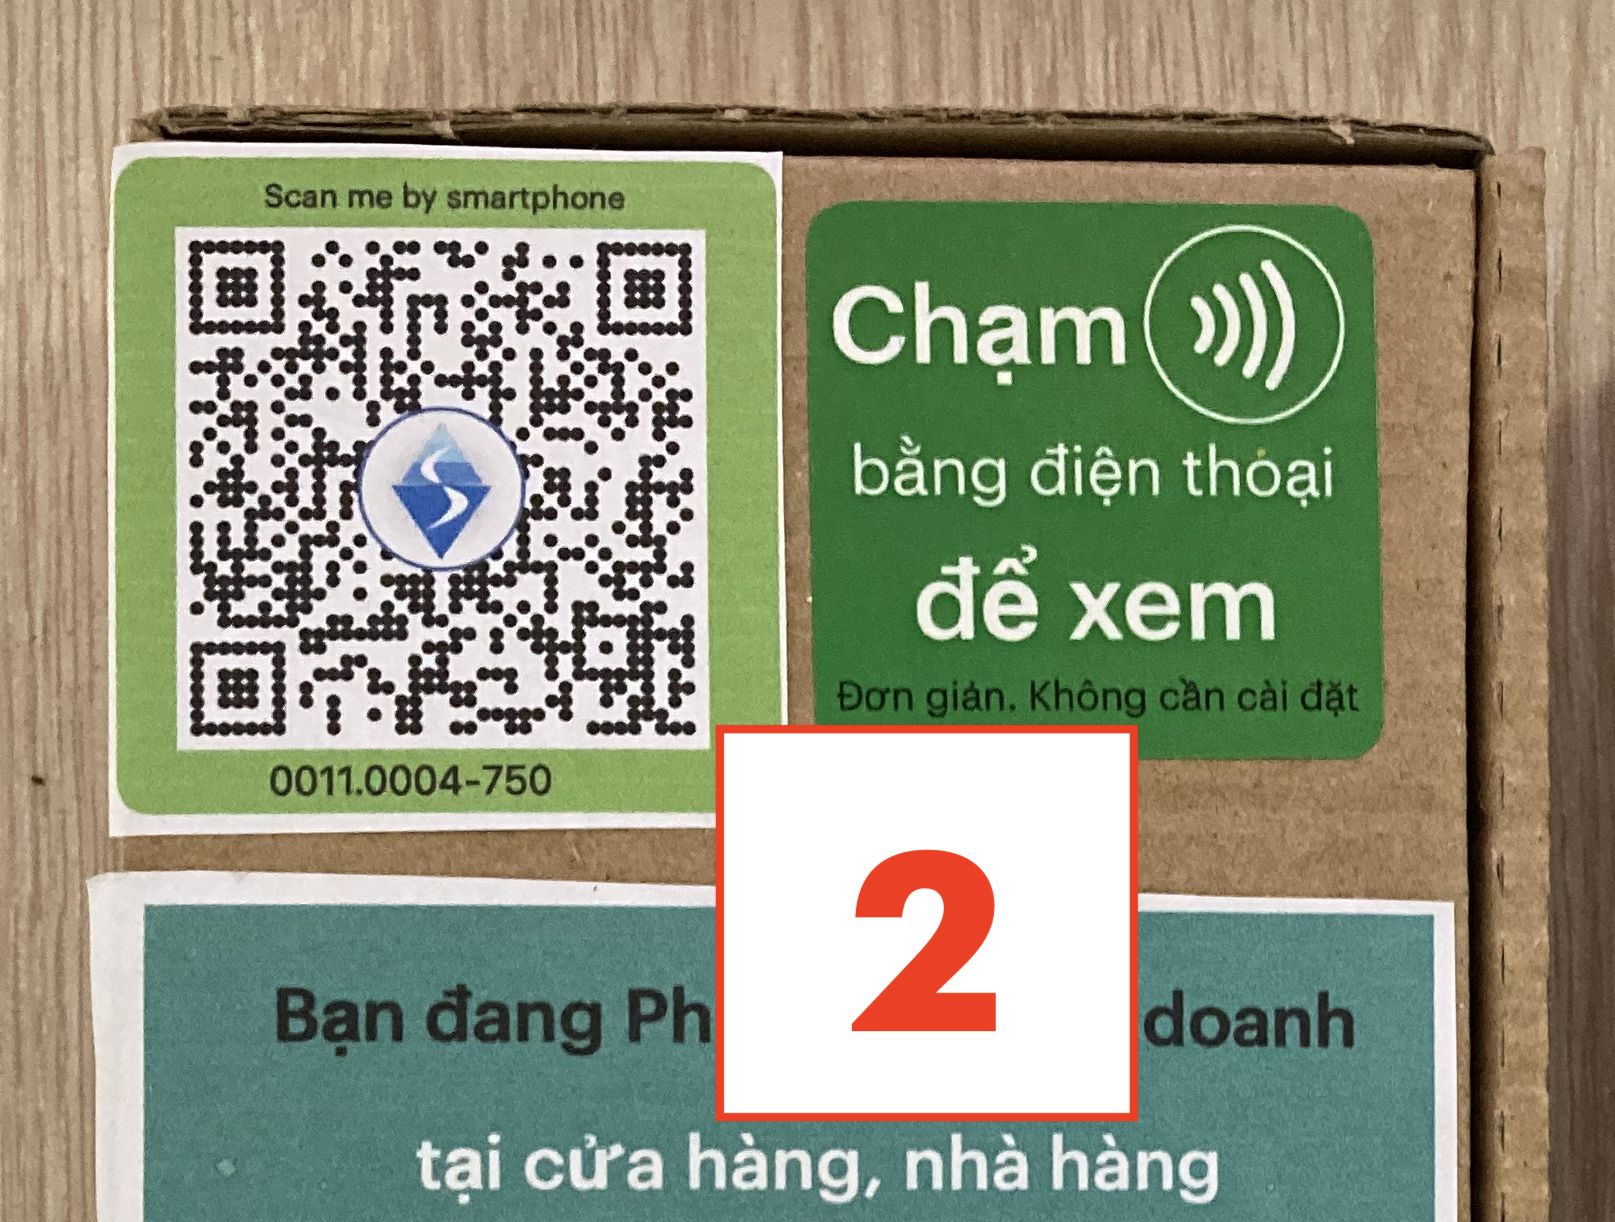 Scan me by smartphone
0011.0004-750
Chạm
bằng điện thoại
để xem
Đơn giản. Không cần cài đặt
2
Bạn đang Ph
doanh
tại cửa hàng, nhà hàng